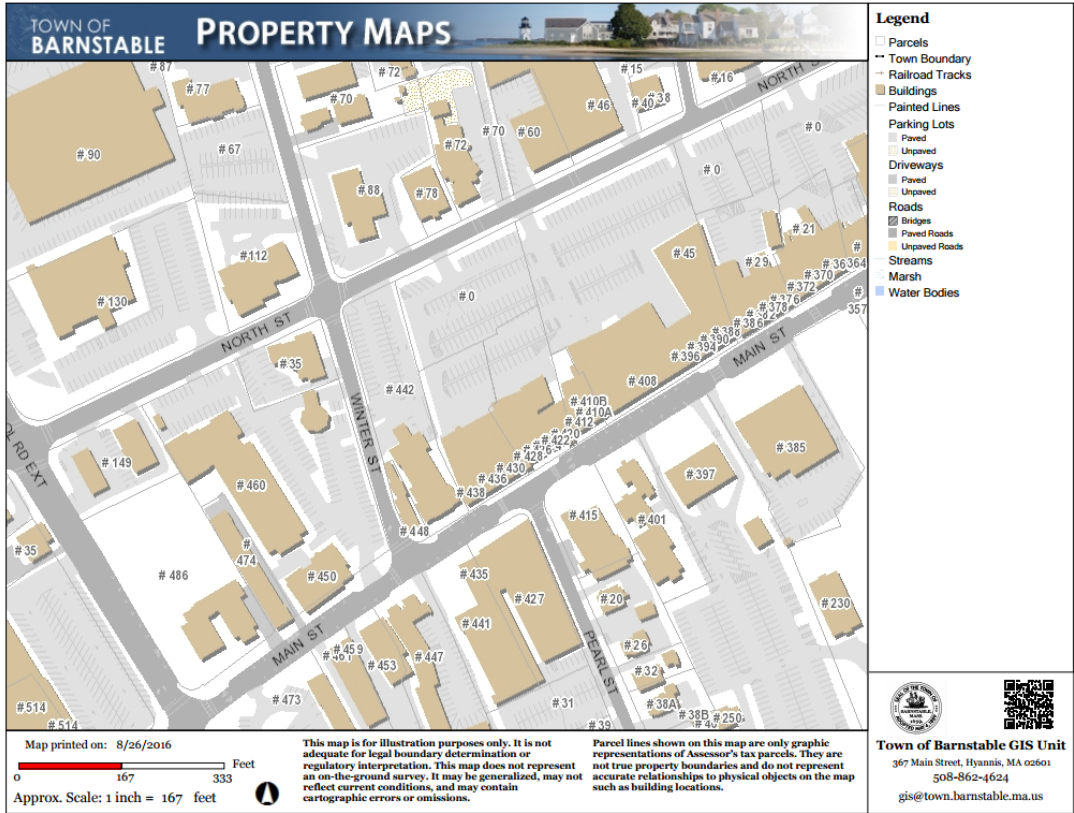 TOWN OF
BARNSTABLE
PROPERTY MAPS
# 87
# 77
# 72
# 70
# 15
# 40
# 38
# 16
NORTH ST
# 90
# 67
# 46
# 60
# 70
# 72
# 0
# 0
# 88
# 78
# 112
# 130
# 45
# 29
# 21
# 364
# 370
# 372
# 376
# 378
# 386
# 388
# 390
# 394
# 396
#
357
# 0
NORTH ST
# 35
MAIN ST
# 408
# 442
WINTER ST
# 410B
# 410A
# 412
# 420
# 422
# 428
# 430
# 436
# 438
# 385
# 397
OL RD EXT
# 149
# 460
# 448
# 415
# 401
# 35
#
474
# 486
# 450
# 435
# 427
# 441
# 20
# 230
MAIN ST
# 459
# 461
# 453
# 447
PEARL ST
# 26
# 32
# 473
# 31
# 38A
# 38B
# 250
# 39
# 514
# 514
Legend
Parcels
Town Boundary
Railroad Tracks
Buildings
Painted Lines
Parking Lots
Paved
Unpaved
Driveways
Paved
Unpaved
Roads
Bridges
Paved Roads
Unpaved Roads
Streams
Marsh
Water Bodies
Map printed on: 8/26/2016
Feet
0 167 333
Approx. Scale: 1 inch = 167 feet
This map is for illustration purposes only. It is not
adequate for legal boundary determination or
regulatory interpretation. This map does not represent
an on-the-ground survey. It may be generalized, may not
reflect current conditions, and may contain
cartographic errors or omissions.
Parcel lines shown on this map are only graphic
representations of Assessor's tax parcels. They are
not true property boundaries and do not represent
accurate relationships to physical objects on the map
such as building locations.
Town of Barnstable GIS Unit
367 Main Street, Hyannis, MA 02601
508-862-4624
gis@town.barnstable.ma.us